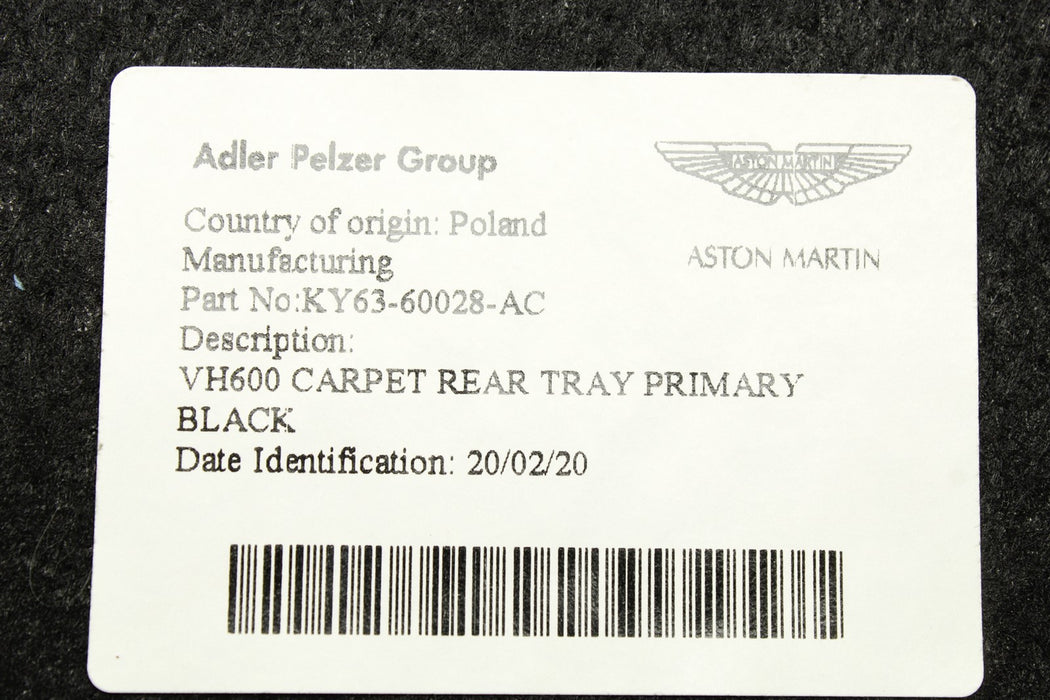 Adler Pelzer Group
ASTON MARTIN
ASTON MARTIN
Country of origin: Poland
Manufacturing
Part No:KY63-60028-AC
Description:
VH600 CARPET REAR TRAY PRIMARY
BLACK
Date Identification: 20/02/20